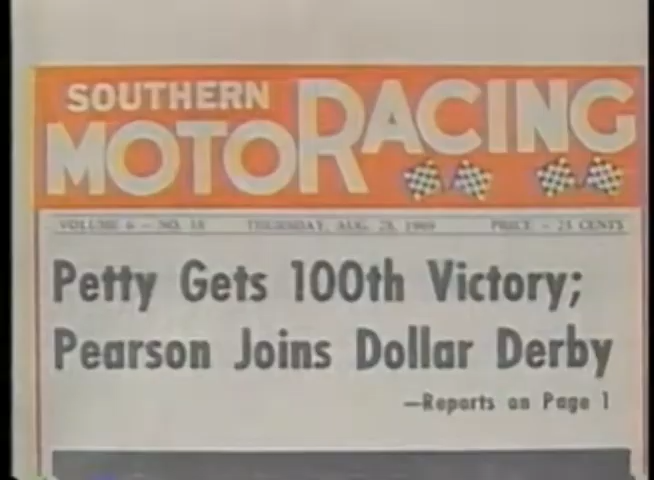 SOUTHERN
MOTORACING
VOLUME 6 — NO. 18 THURSDAY, AUG. 28, 1969 PRICE — 25 CENTS
Petty Gets 100th Victory;
Pearson Joins Dollar Derby
—Reports on Page 1